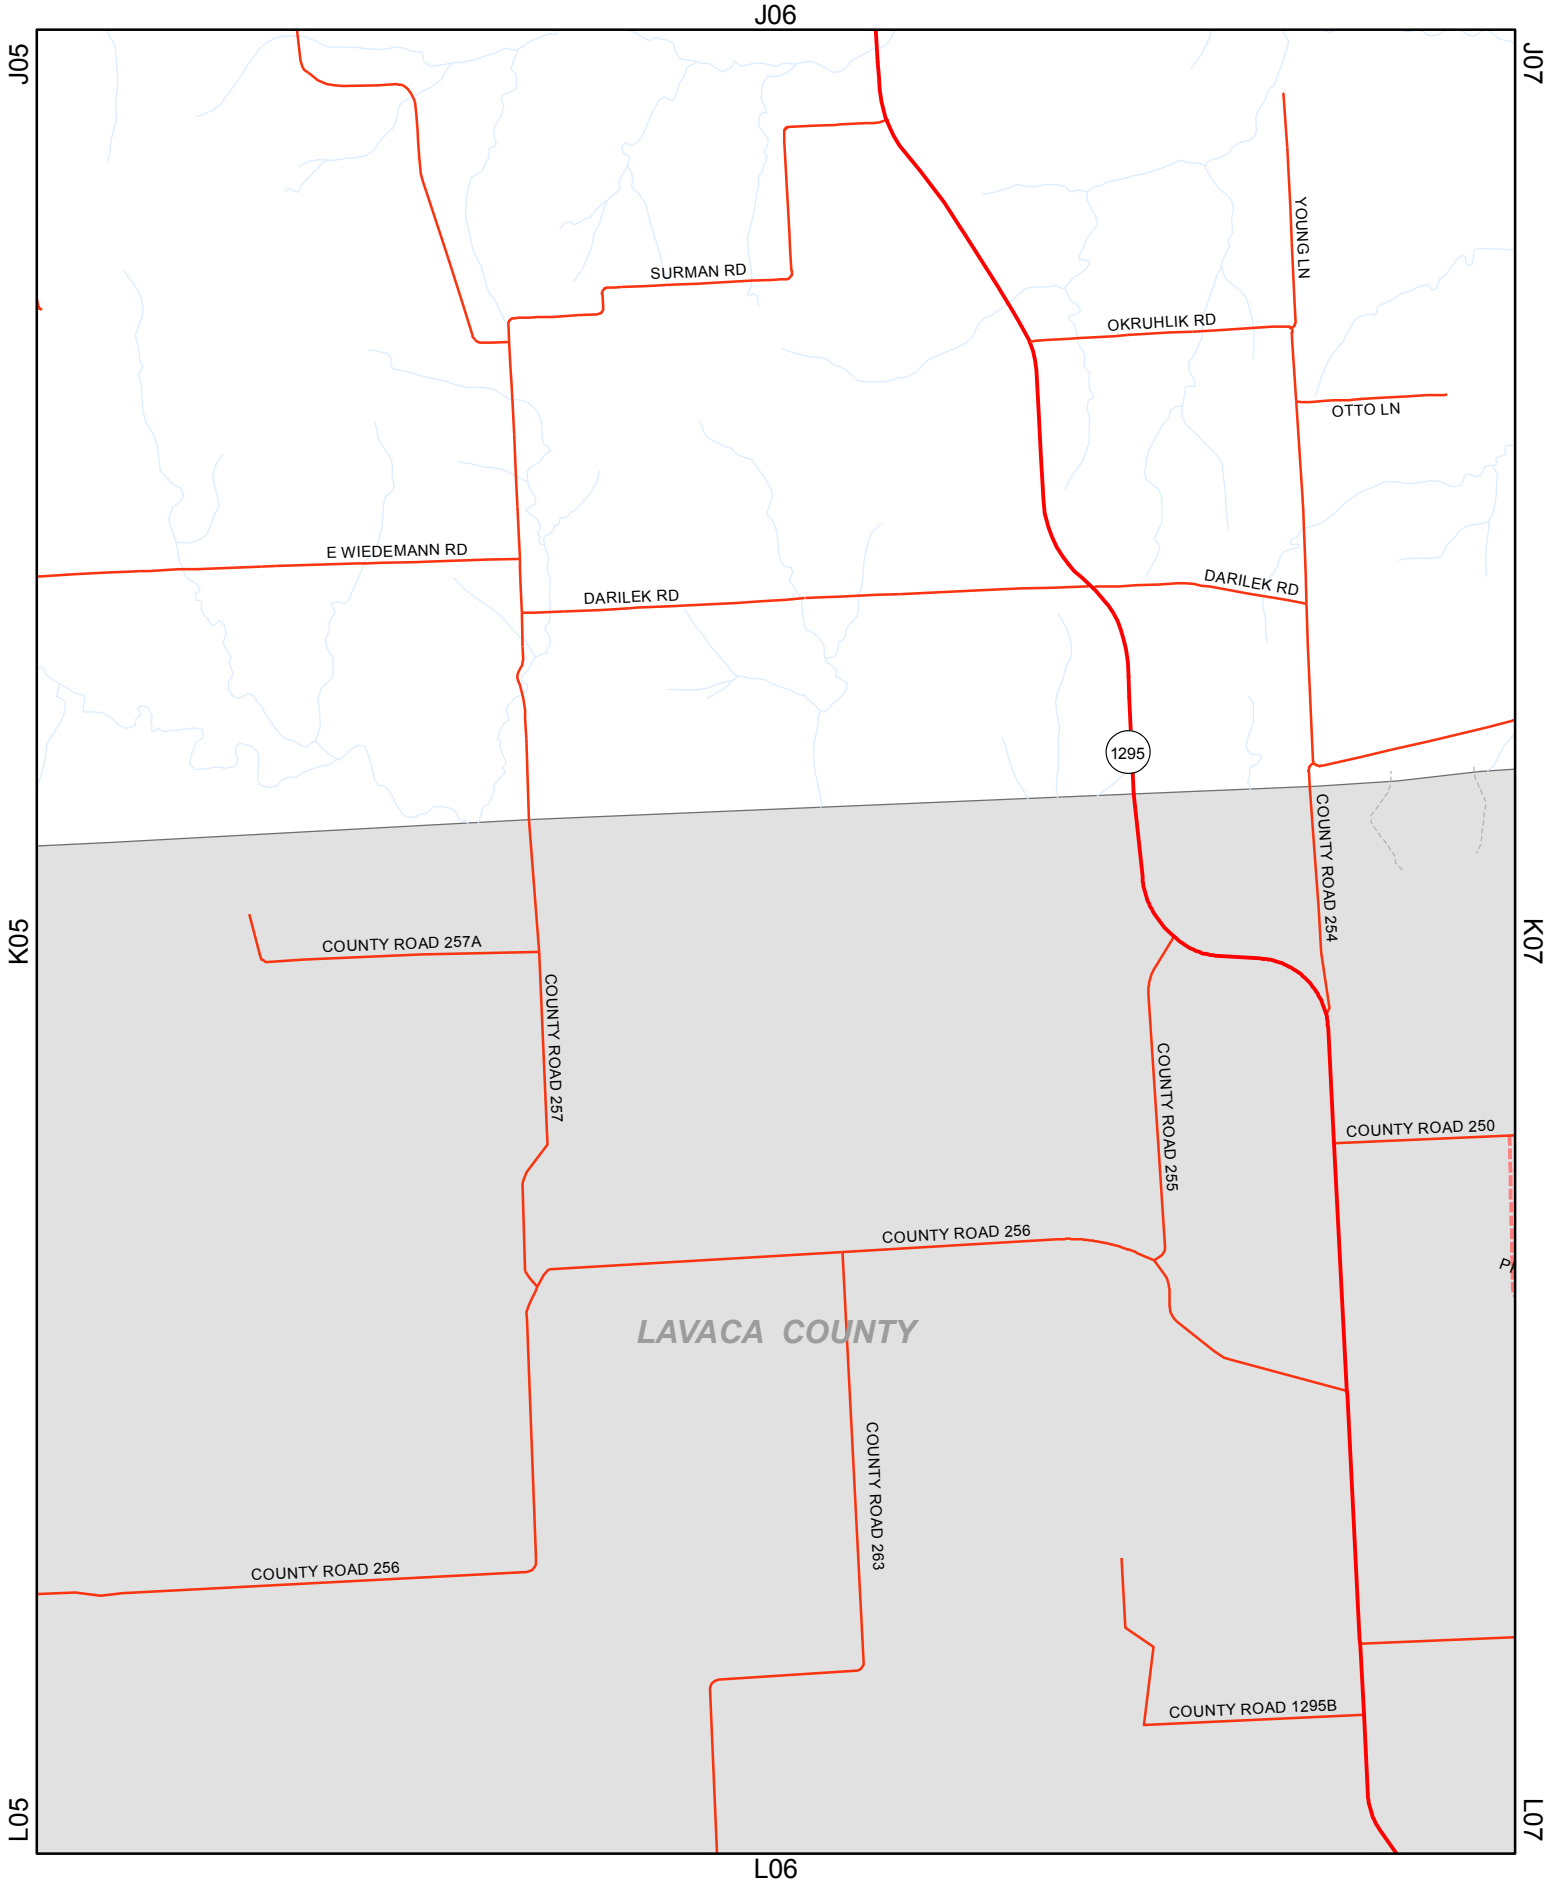 J06
J05
J07
YOUNG LN
SURMAN RD
OKRUHLIK RD
OTTO LN
E WIEDEMANN RD
DARILEK RD
DARILEK RD
1295
COUNTY ROAD 254
K05
K07
COUNTY ROAD 257A
COUNTY ROAD 257
COUNTY ROAD 255
COUNTY ROAD 250
COUNTY ROAD 256
LAVACA COUNTY
COUNTY ROAD 263
COUNTY ROAD 256
COUNTY ROAD 1295B
L05
L07
L06